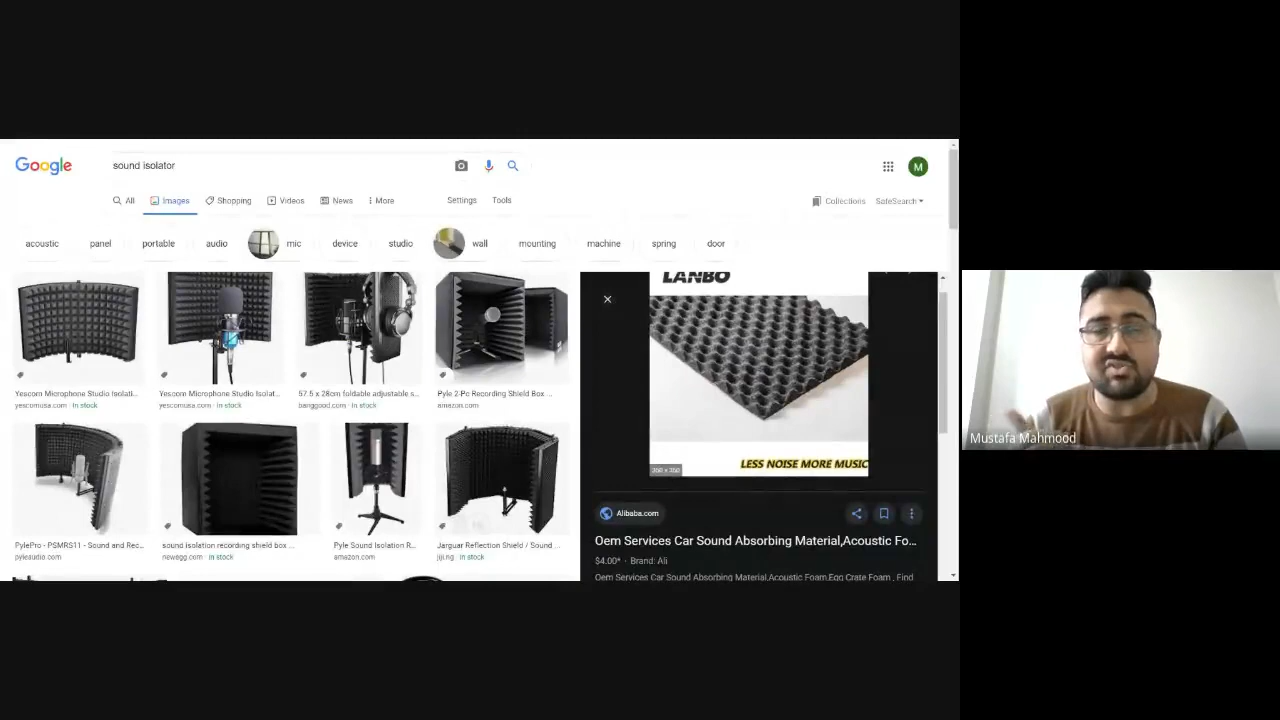 Google
sound isolator
M
All
Images
Shopping
Videos
News
More
Settings
Tools
Collections
SafeSearch
acoustic
panel
portable
audio
mic
device
studio
wall
mounting
machine
spring
door
Yescom Microphone Studio Isolati...
yescomusa.com · In stock
Yescom Microphone Studio Isolat...
yescomusa.com · In stock
57.5 x 28cm foldable adjustable s...
banggood.com · In stock
Pyle 2-Pc Recording Shield Box ...
amazon.com
PylePro - PSMRS11 - Sound and Rec...
pyleaudio.com
sound isolation recording shield box ...
newegg.com · In stock
Pyle Sound Isolation R...
amazon.com
Jarguar Reflection Shield / Sound ...
jiji.ng · In stock
LANBO
LESS NOISE MORE MUSIC
350 x 350
Alibaba.com
Oem Services Car Sound Absorbing Material,Acoustic Fo...
$4.00* · Brand: Ali
Oem Services Car Sound Absorbing Material,Acoustic Foam,Egg Crate Foam , Find
Mustafa Mahmood